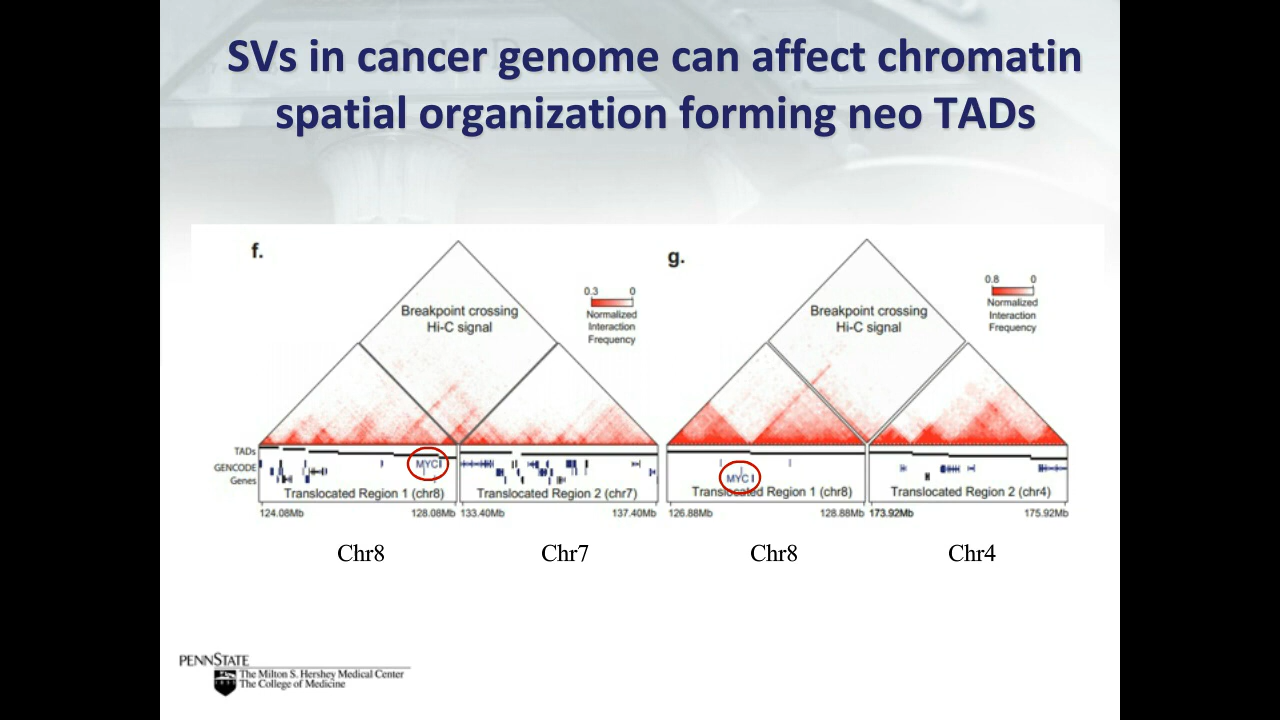 SVs in cancer genome can affect chromatin
spatial organization forming neo TADs
f.
Breakpoint crossing
Hi-C signal
0.3 0
Normalized
Interaction
Frequency
TADs
GENCODE
Genes
MYC
Translocated Region 1 (chr8)
Translocated Region 2 (chr7)
124.08Mb
128.08Mb
133.40Mb
137.40Mb
g.
Breakpoint crossing
Hi-C signal
0.8 0
Normalized
Interaction
Frequency
MYC
Translocated Region 1 (chr8)
Translocated Region 2 (chr4)
126.88Mb
128.88Mb
173.92Mb
175.92Mb
Chr8
Chr7
Chr8
Chr4
PENNSTATE
The Milton S. Hershey Medical Center
The College of Medicine